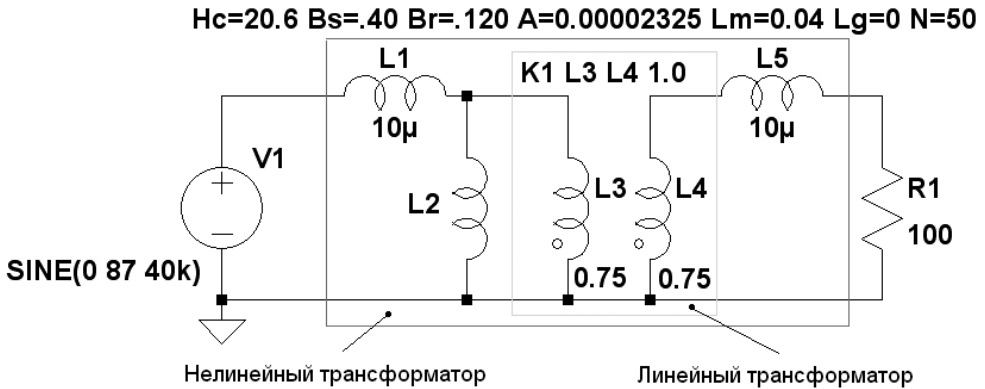 Hc=20.6 Bs=.40 Br=.120 A=0.00002325 Lm=0.04 Lg=0 N=50
L1
10µ
K1 L3 L4 1.0
L5
10µ
V1
L2
L3
L4
R1
100
SINE(0 87 40k)
0.75
0.75
Нелинейный трансформатор
Линейный трансформатор